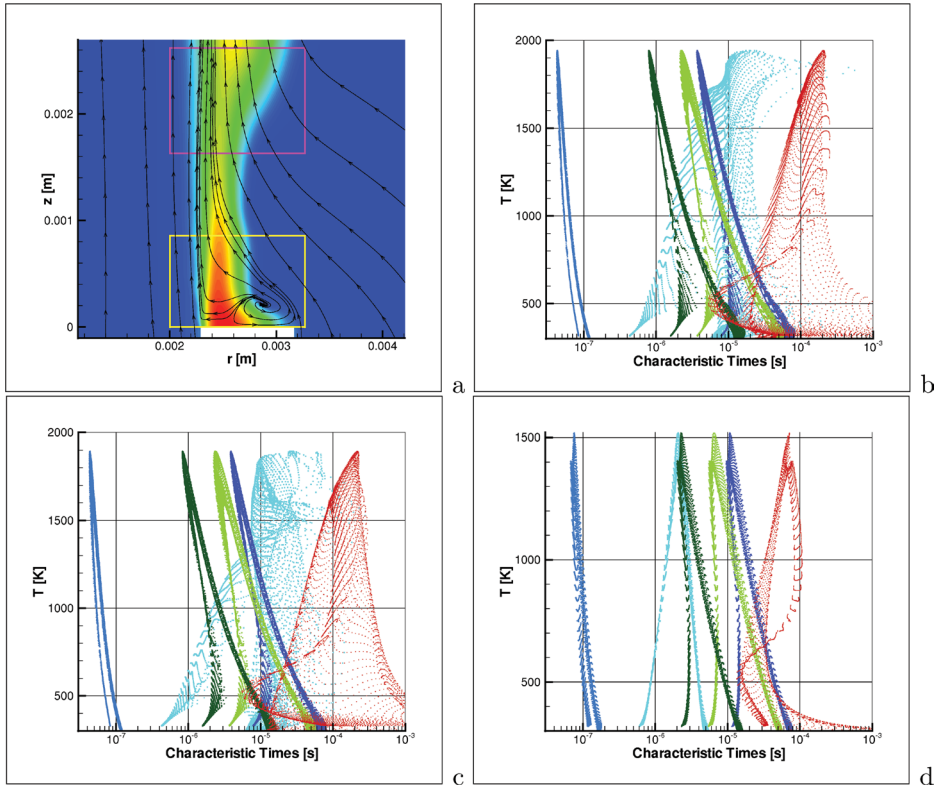 z [m]
0.002
0.001
0
0.002
0.003
0.004
r [m]
a
T [K]
2000
1500
1000
500
10⁻⁷
10⁻⁶
10⁻⁵
10⁻⁴
10⁻³
Characteristic Times [s]
b
T [K]
2000
1500
1000
500
10⁻⁷
10⁻⁶
10⁻⁵
10⁻⁴
10⁻³
Characteristic Times [s]
c
T [K]
1500
1000
500
10⁻⁷
10⁻⁶
10⁻⁵
10⁻⁴
10⁻³
Characteristic Times [s]
d